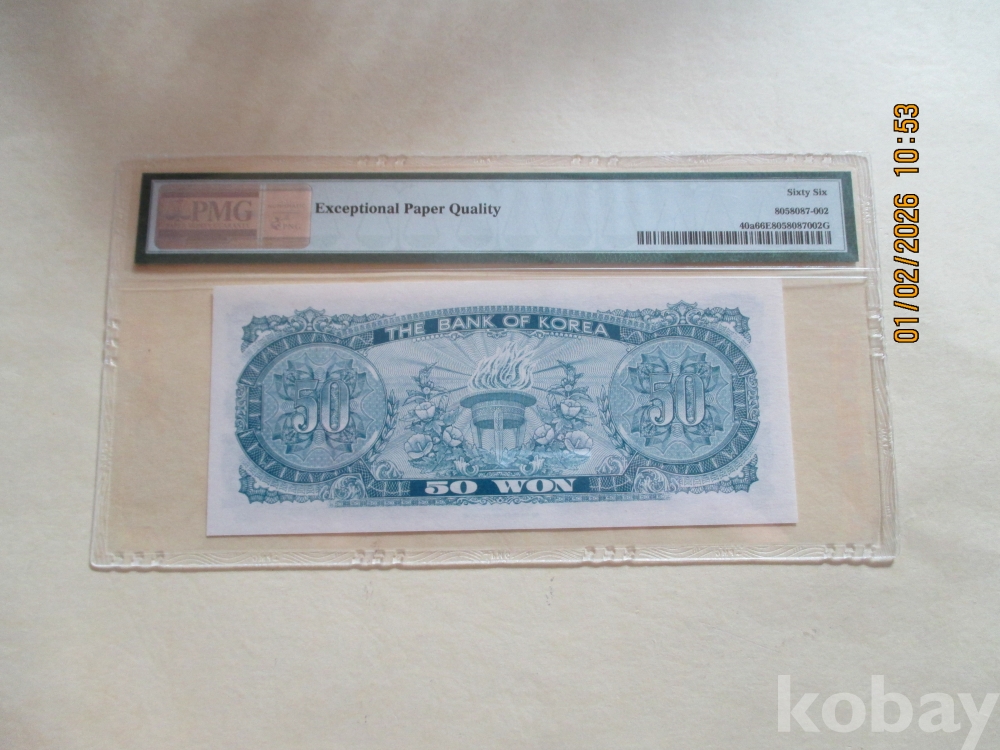 PMG
Exceptional Paper Quality
Sixty Six
8058087-002
40a66E8058087002G
THE BANK OF KOREA
50
50
50 WON
01/02/2026 10:53
kobay